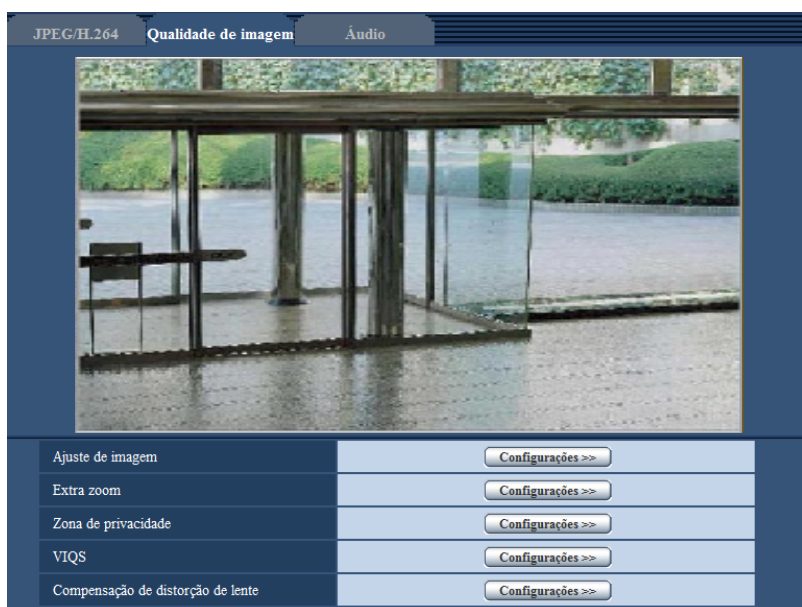 JPEG/H.264 Qualidade de imagem Áudio
Ajuste de imagem Configurações >>
Extra zoom Configurações >>
Zona de privacidade Configurações >>
VIQS Configurações >>
Compensação de distorção de lente Configurações >>